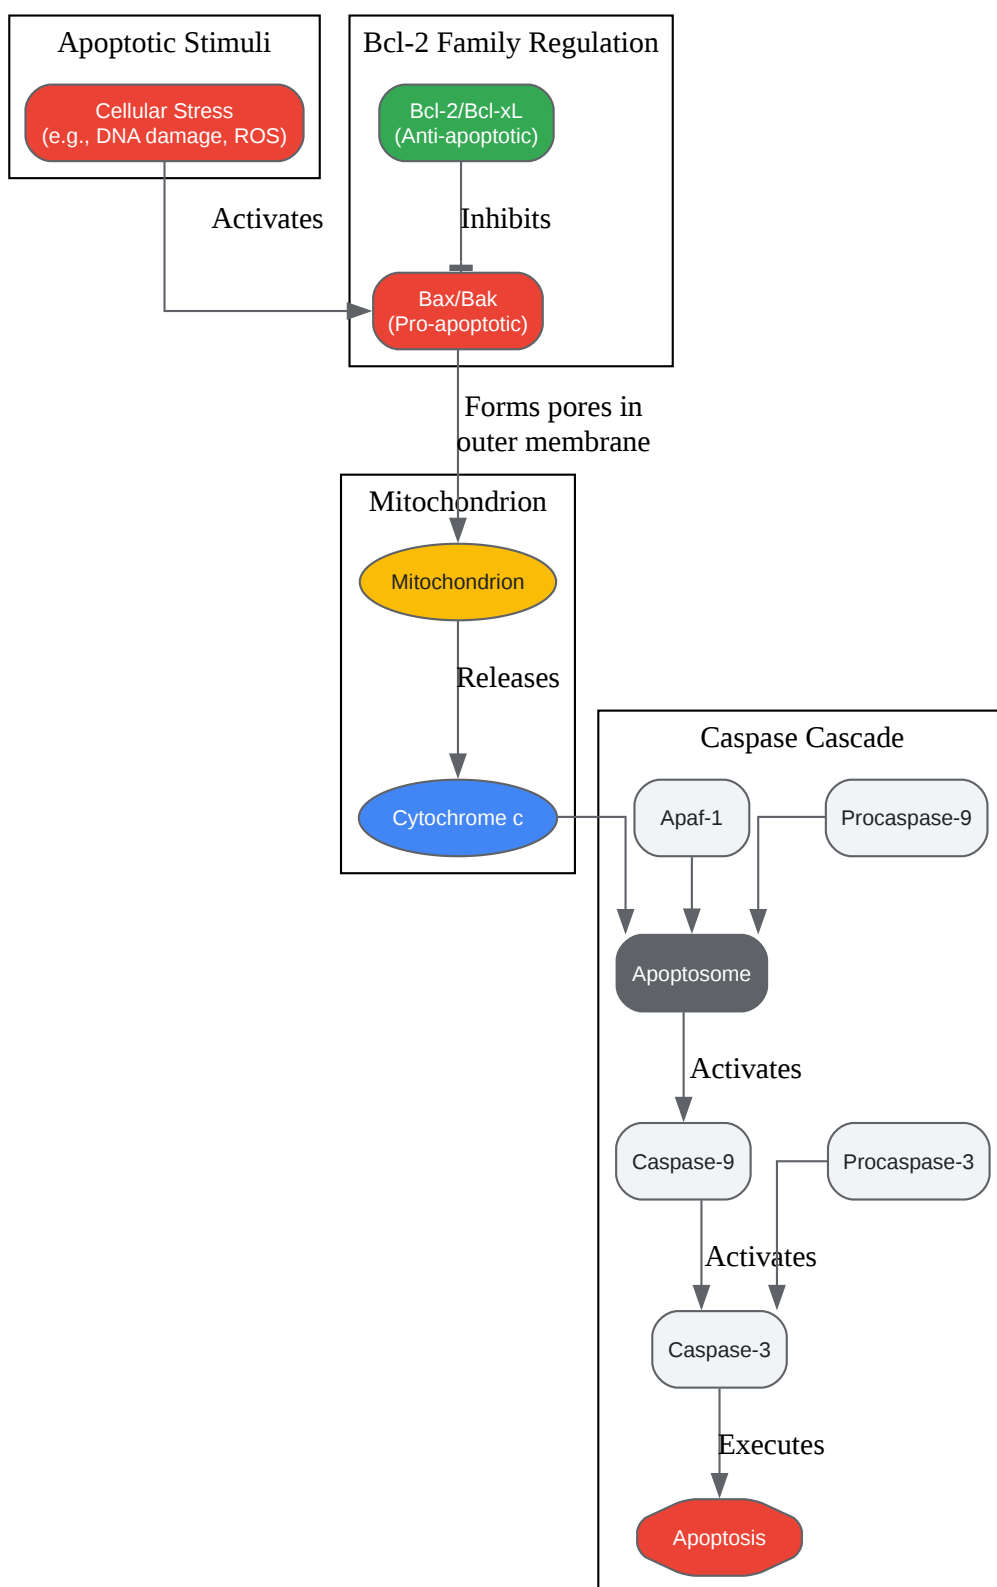 Apoptotic Stimuli
Cellular Stress
(e.g., DNA damage, ROS)
Activates
Bcl-2 Family Regulation
Bcl-2/Bcl-xL
(Anti-apoptotic)
Inhibits
Bax/Bak
(Pro-apoptotic)
Forms pores in
outer membrane
Mitochondrion
Mitochondrion
Releases
Cytochrome c
Caspase Cascade
Apaf-1
Procaspase-9
Apoptosome
Activates
Caspase-9
Procaspase-3
Activates
Caspase-3
Executes
Apoptosis